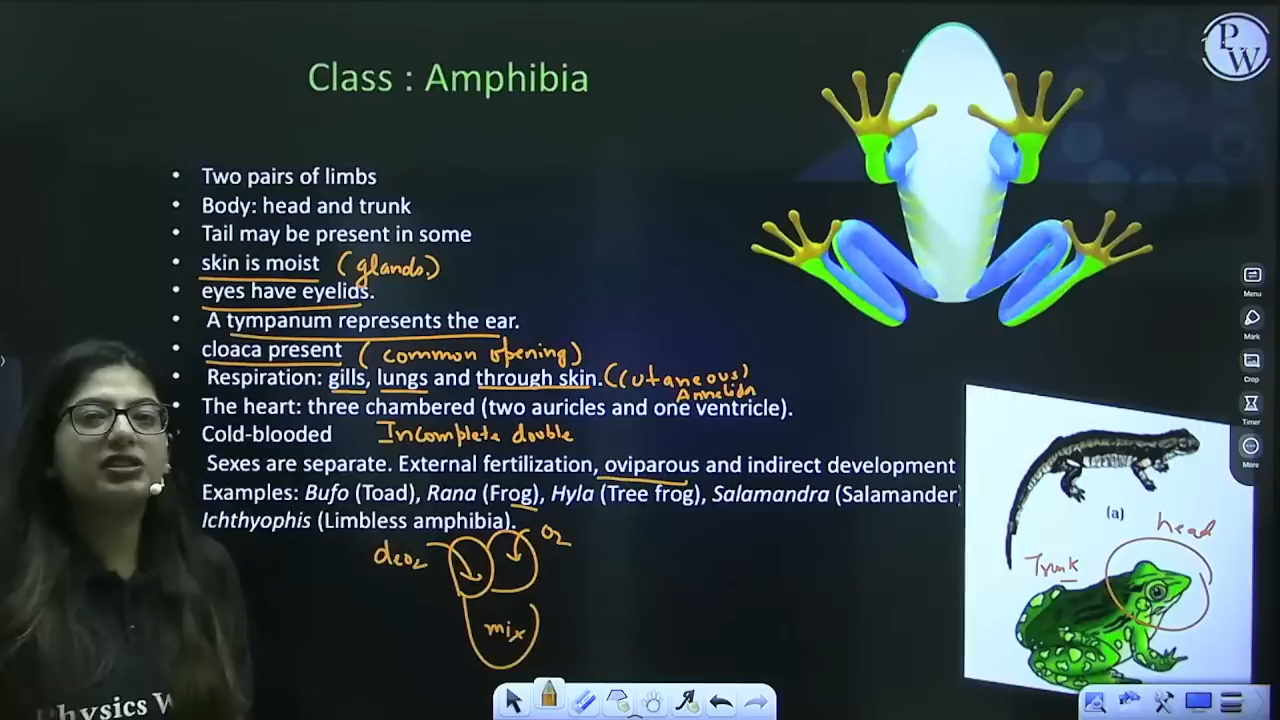 PW
Class : Amphibia
• Two pairs of limbs
• Body: head and trunk
• Tail may be present in some
• skin is moist (glands.)
• eyes have eyelids.
• A tympanum represents the ear.
• cloaca present (common opening)
• Respiration: gills, lungs and through skin. (Cutaneous)
Annelida
• The heart: three chambered (two auricles and one ventricle).
Cold-blooded Incomplete double
Sexes are separate. External fertilization, oviparous and indirect development
Examples: Bufo (Toad), Rana (Frog), Hyla (Tree frog), Salamandra (Salamander)
Ichthyophis (Limbless amphibia).
deo2 O2
mix
(a)
head
Trunk
Menu
Mark
Crop
Timer
More
Physics W